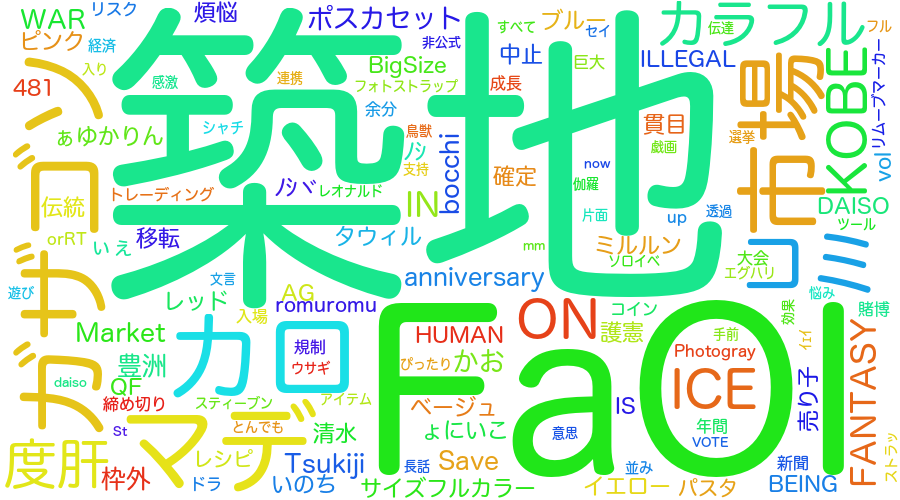 WAR
リスク
煩悩
ポスカセット
カラフル
伝達
フル
ピンク
経済
築地
非公式
すべて
ブルー
セイ
入り
感激
連携
BigSize
中止
巨大
ILLEGAL
481
フォトストラップ
成長
市場
KOBE
リムーブマーカー
ガザゴソ
余分
ぁゆかりん
シャチ
鳥獣
貫目
選挙
vol
ノシ
bocchi
支持
戯画
now
トレーディング
ノシべ
レオナルド
確定
伽羅
伝統
IN
DAISO
移転
片面
up
透過
ツール
orRT
いえ
タウィル
mm
ミルルン
ソロイベ
ロミ
大会
エグハリ
文言
anniversary
遊び
レッド
AG
romuromu
悩み
入場
カロ
FaOI
ON
コイン
効果
賭博
Market
HUMAN
護憲
手前
規制
豊洲
ウサギ
ぴったり
かお
Photogray
ｲｪｲ
FANTASY
daiso
QF
ICE
締め切り
スティーブン
アイテム
ベージュ
IS
売り子
St
マデ
とんでも
清水
ょにいこ
意思
年間
VOTE
度肝
枠外
レシピ
Tsukiji
長話
Save
並み
新聞
ストラッ
ドラ
いのち
サイズフルカラー
イエロー
パスタ
BEING